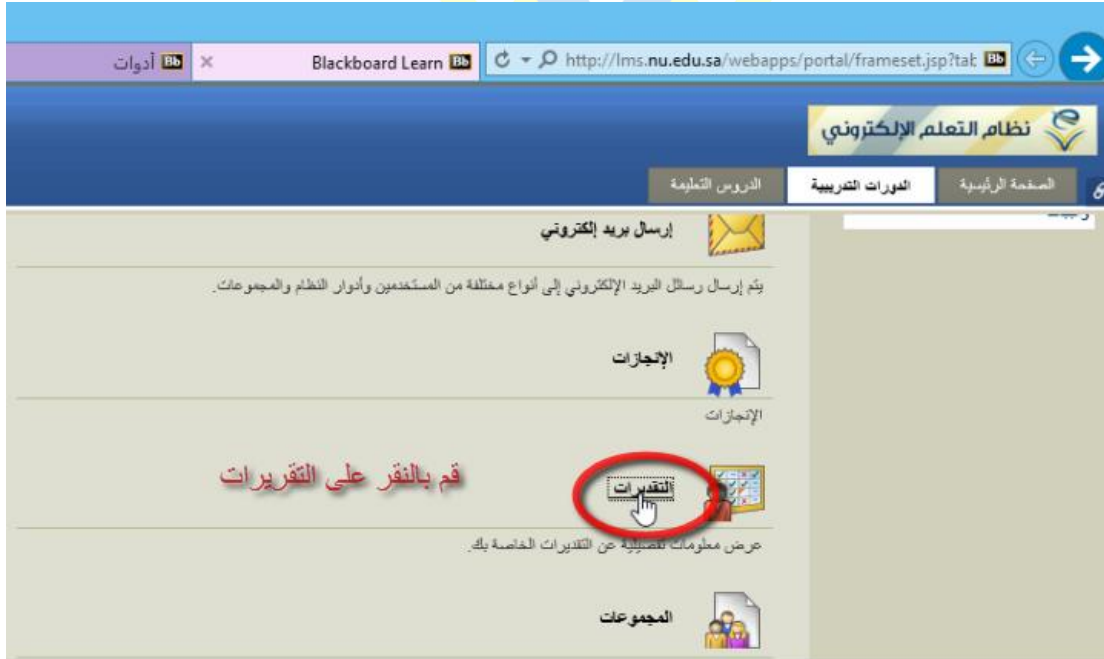 أدوات
Blackboard Learn
http://lms.nu.edu.sa/webapps/portal/frameset.jsp?tab
نظام التعلم الإلكتروني
الصفحة الرئيسية
الدورات التدريبية
الدروس التعليمة
إرسال بريد إلكتروني
يتم إرسال رسائل البريد الإلكتروني إلى أنواع مختلفة من المستخدمين وأدوار النظام والمجموعات.
الإنجازات
الإنجازات
التقديرات
قم بالنقر على التقريرات
عرض معلومات تفصيلية عن التقديرات الخاصة بك.
المجموعات